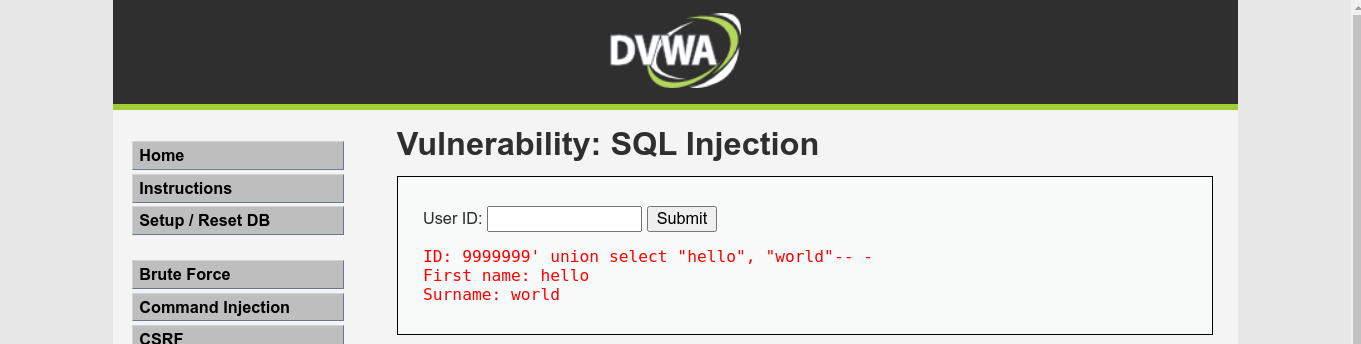 DVWA
Home
Instructions
Setup / Reset DB
Brute Force
Command Injection
CSRF
Vulnerability: SQL Injection
User ID: Submit
ID: 9999999' union select "hello", "world"-- -
First name: hello
Surname: world